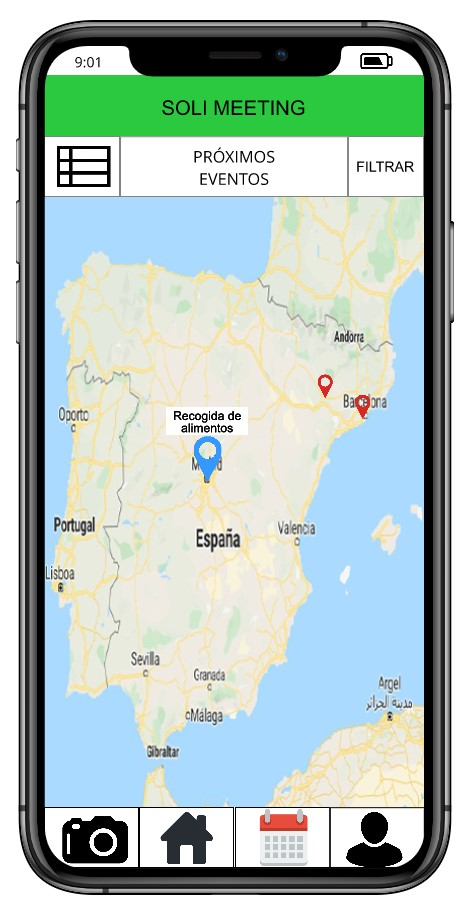 9:01
SOLI MEETING
PRÓXIMOS
EVENTOS
FILTRAR
Andorra
Barcelona
Oporto
Recogida de
alimentos
Madrid
Portugal
España
Valencia
Lisboa
Sevilla
Granada
Málaga
Argel
مدينة الجزائر
Gibraltar